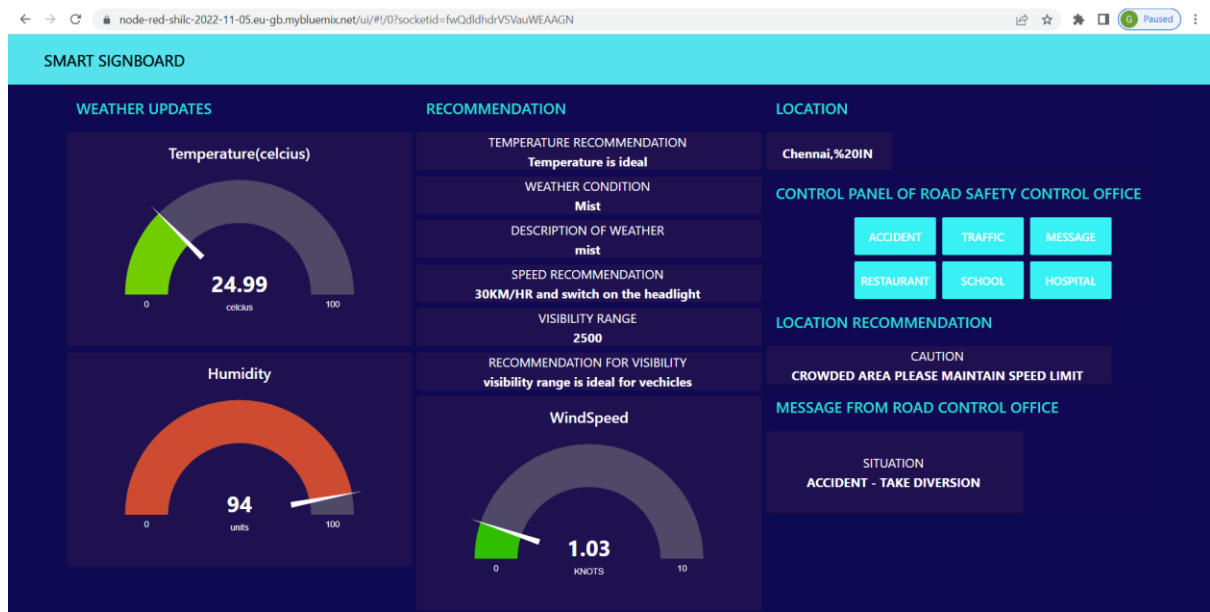 node-red-shilc-2022-11-05.eu-gb.mybluemix.net/ui/#!/0?socketid=fwQdIdhdrVSVauWEAAGN
G Paused
SMART SIGNBOARD
WEATHER UPDATES
Temperature(celcius)
24.99
celcius
0
100
Humidity
94
units
0
100
RECOMMENDATION
TEMPERATURE RECOMMENDATION
Temperature is ideal
WEATHER CONDITION
Mist
DESCRIPTION OF WEATHER
mist
SPEED RECOMMENDATION
30KM/HR and switch on the headlight
VISIBILITY RANGE
2500
RECOMMENDATION FOR VISIBILITY
visibility range is ideal for vechicles
WindSpeed
1.03
KNOTS
0
10
LOCATION
Chennai,%20IN
CONTROL PANEL OF ROAD SAFETY CONTROL OFFICE
ACCIDENT TRAFFIC MESSAGE
RESTAURANT SCHOOL HOSPITAL
LOCATION RECOMMENDATION
CAUTION
CROWDED AREA PLEASE MAINTAIN SPEED LIMIT
MESSAGE FROM ROAD CONTROL OFFICE
SITUATION
ACCIDENT - TAKE DIVERSION